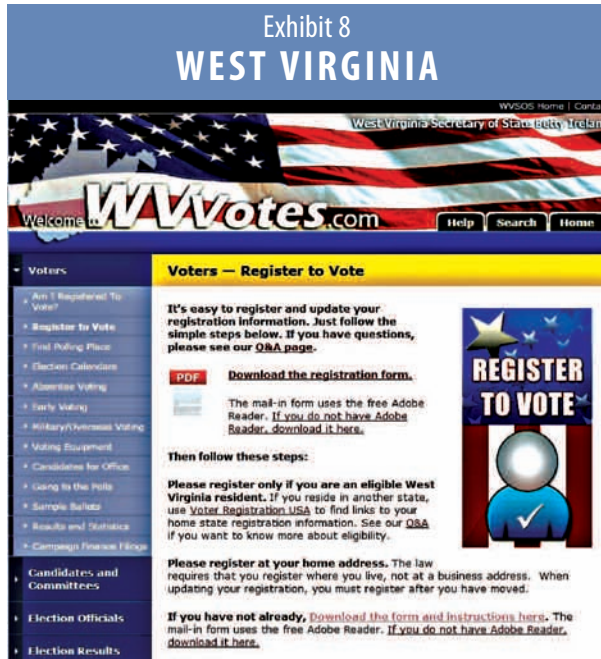 Exhibit 8
WEST VIRGINIA
WVSOS Home | Conta
West Virginia Secretary of State Betty Irelan
Welcome to WVVotes.com
Help Search Home
Voters
Am I Registered To
Vote?
Register to Vote
Find Polling Place
Election Calendars
Absentee Voting
Early Voting
Military/Overseas Voting
Voting Equipment
Candidates for Office
Going to the Polls
Sample Ballots
Results and Statistics
Campaign Finance Filings
Candidates and
Committees
Election Officials
Election Results
Voters — Register to Vote
It's easy to register and update your
registration information. Just follow the
simple steps below. If you have questions,
please see our Q&A page.
PDF
Download the registration form.
The mail-in form uses the free Adobe
Reader. If you do not have Adobe
Reader, download it here.
Then follow these steps:
Please register only if you are an eligible West
Virginia resident. If you reside in another state,
use Voter Registration USA to find links to your
home state registration information. See our Q&A
if you want to know more about eligibility.
Please register at your home address. The law
requires that you register where you live, not at a business address. When
updating your registration, you must register after you have moved.
If you have not already, Download the form and instructions here. The
mail-in form uses the free Adobe Reader. If you do not have Adobe Reader,
download it here.
REGISTER
TO VOTE